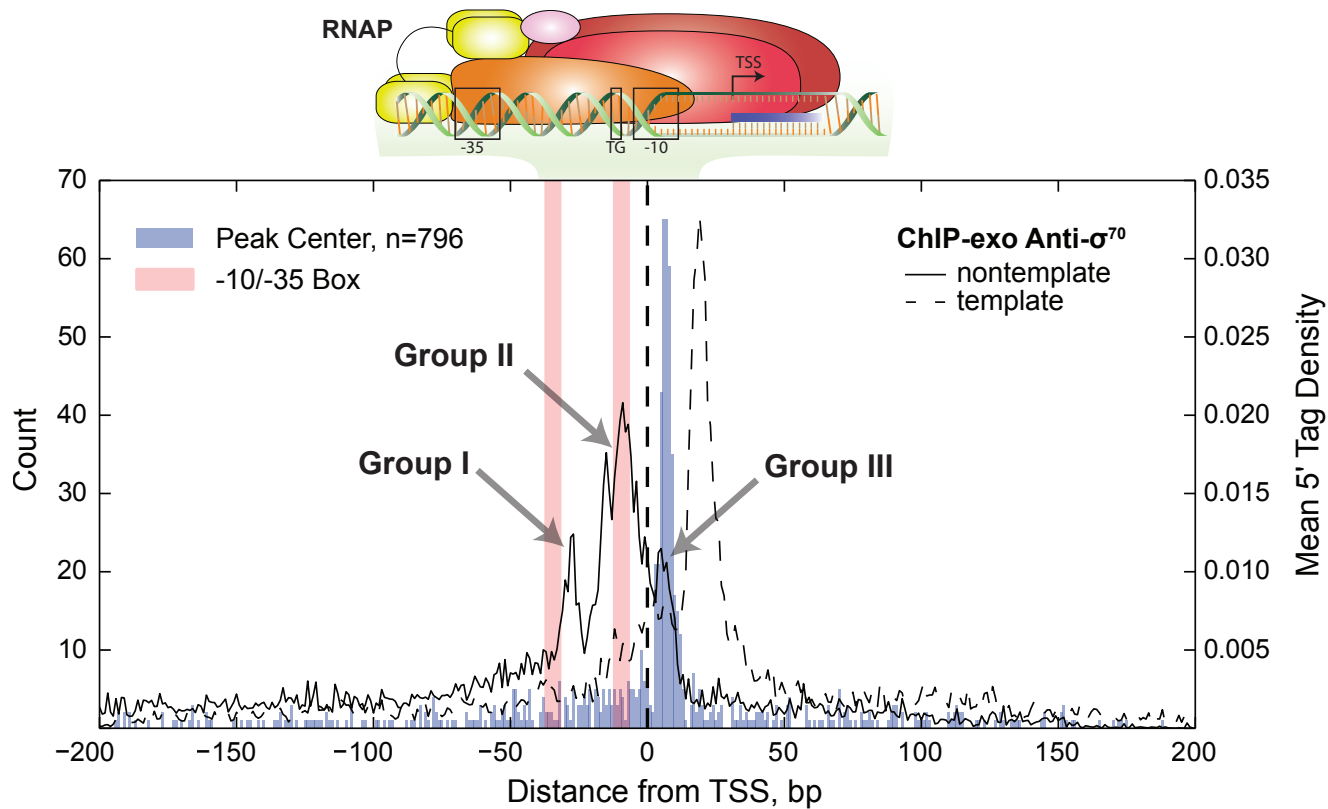 RNAP
TSS
-35
TG
-10
70
60
50
40
30
20
10
Count
0.035
0.030
0.025
0.020
0.015
0.010
0.005
Mean 5' Tag Density
Peak Center, n=796
-10/-35 Box
ChIP-exo Anti-σ⁷⁰
nontemplate
template
Group II
Group I
Group III
−200
−150
−100
−50
0
50
100
150
200
Distance from TSS, bp